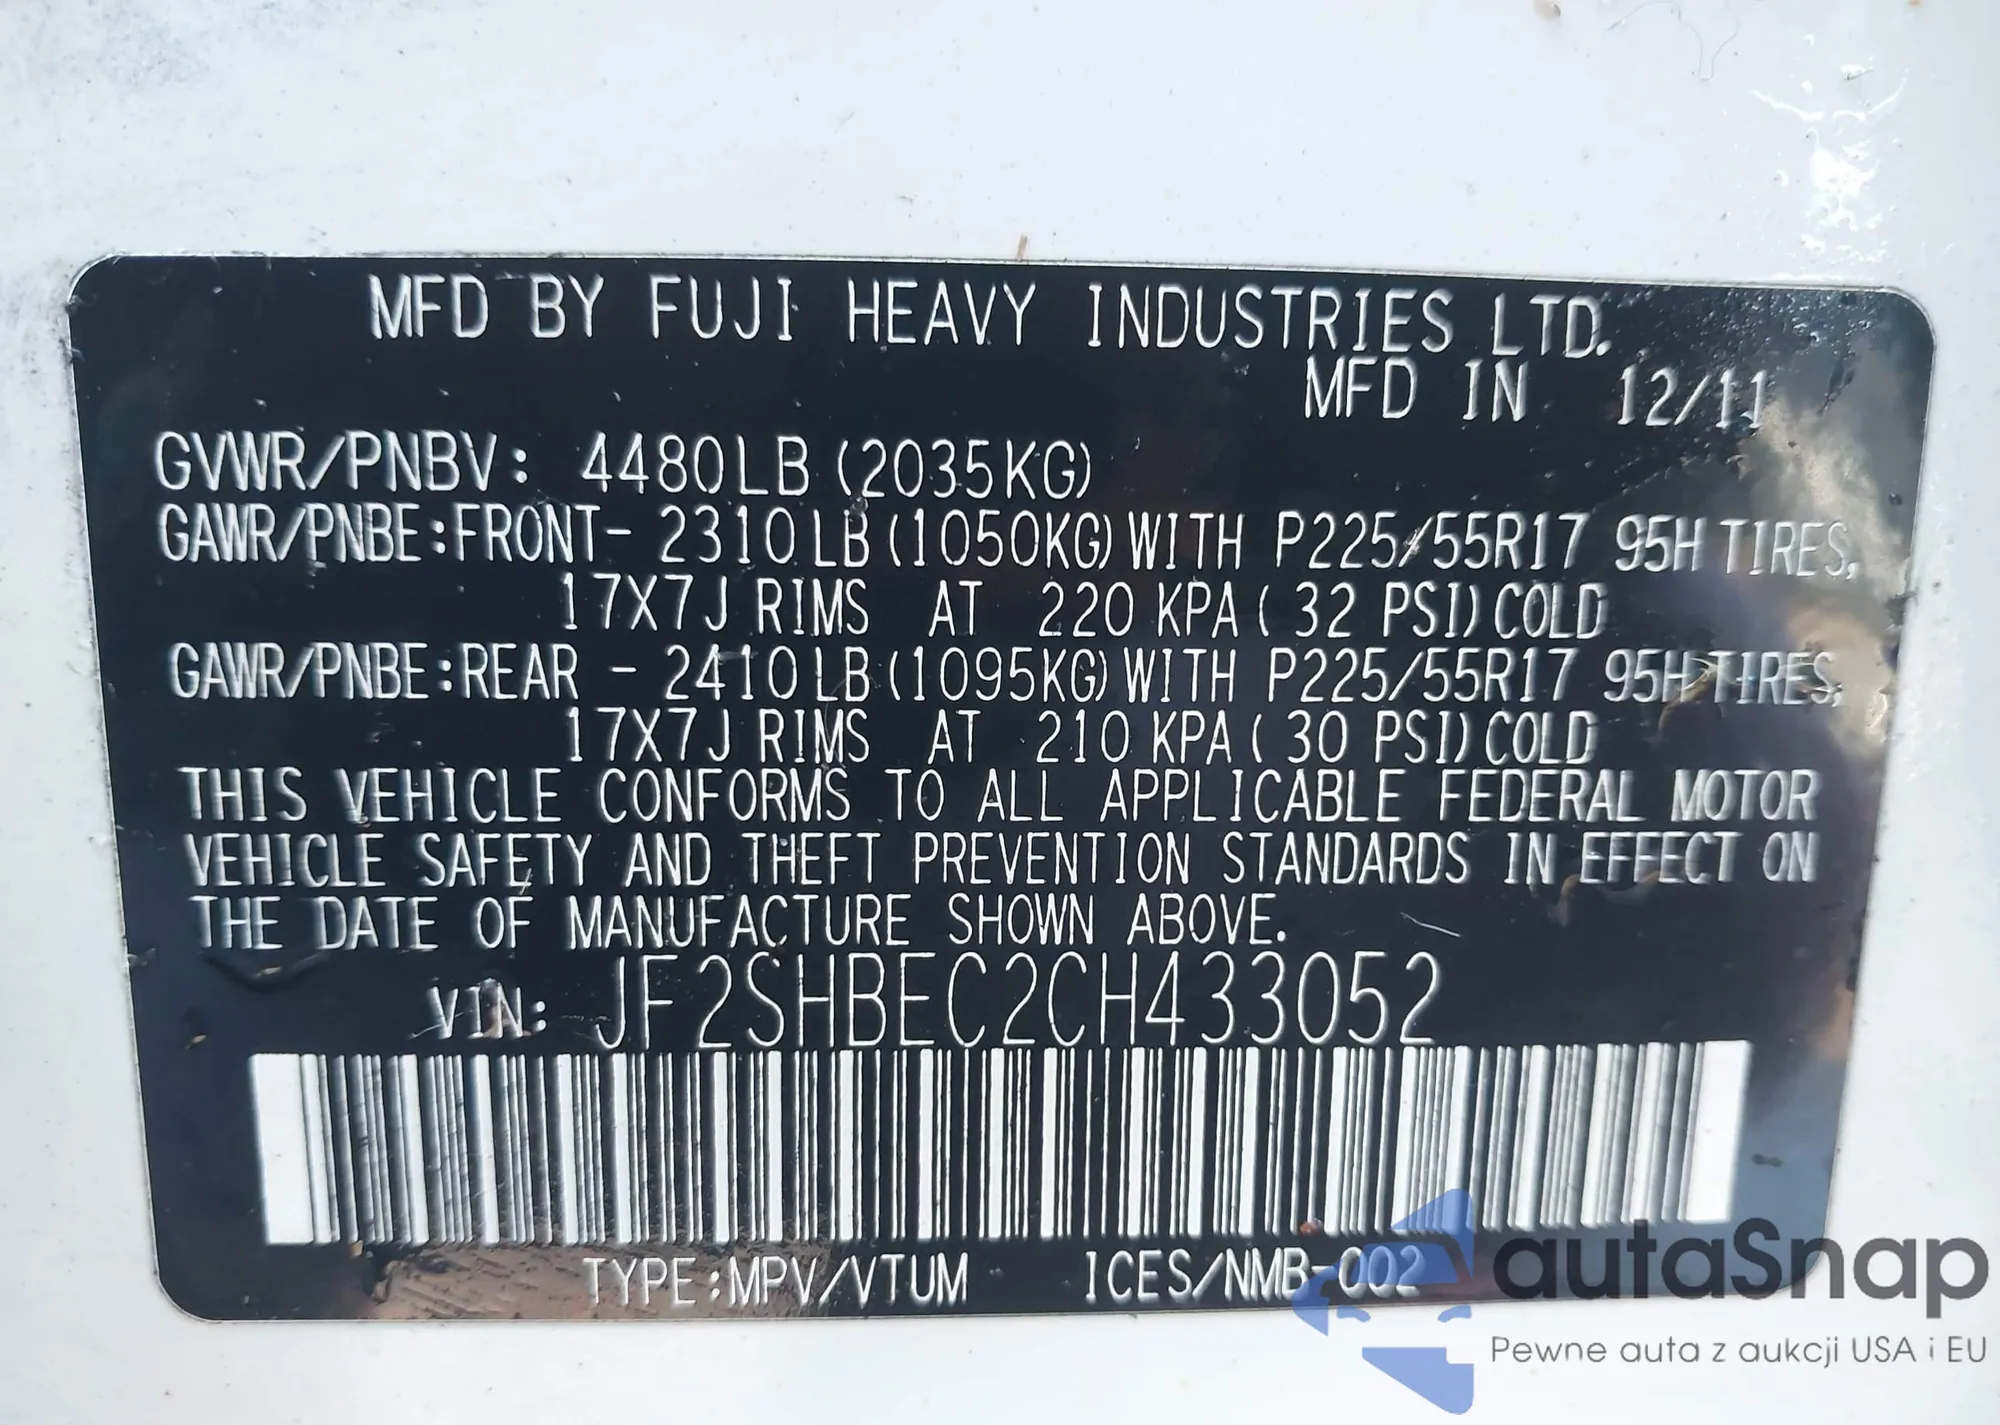 MFD BY FUJI HEAVY INDUSTRIES LTD.
MFD IN 12/11
GVWR/PNBV: 4480LB (2035KG)
GAWR/PNBE:FRONT- 2310LB (1050KG) WITH P225/55R17 95H TIRES,
17X7J RIMS AT 220 KPA ( 32 PSI) COLD
GAWR/PNBE:REAR - 2410LB (1095KG) WITH P225/55R17 95H TIRES,
17X7J RIMS AT 210 KPA ( 30 PSI) COLD
THIS VEHICLE CONFORMS TO ALL APPLICABLE FEDERAL MOTOR
VEHICLE SAFETY AND THEFT PREVENTION STANDARDS IN EFFECT ON
THE DATE OF MANUFACTURE SHOWN ABOVE.
VIN: JF2SHBEC2CH433052
TYPE:MPV/VTUM ICES/NMB-002
autaSnap
Pewne auta z aukcji USA i EU